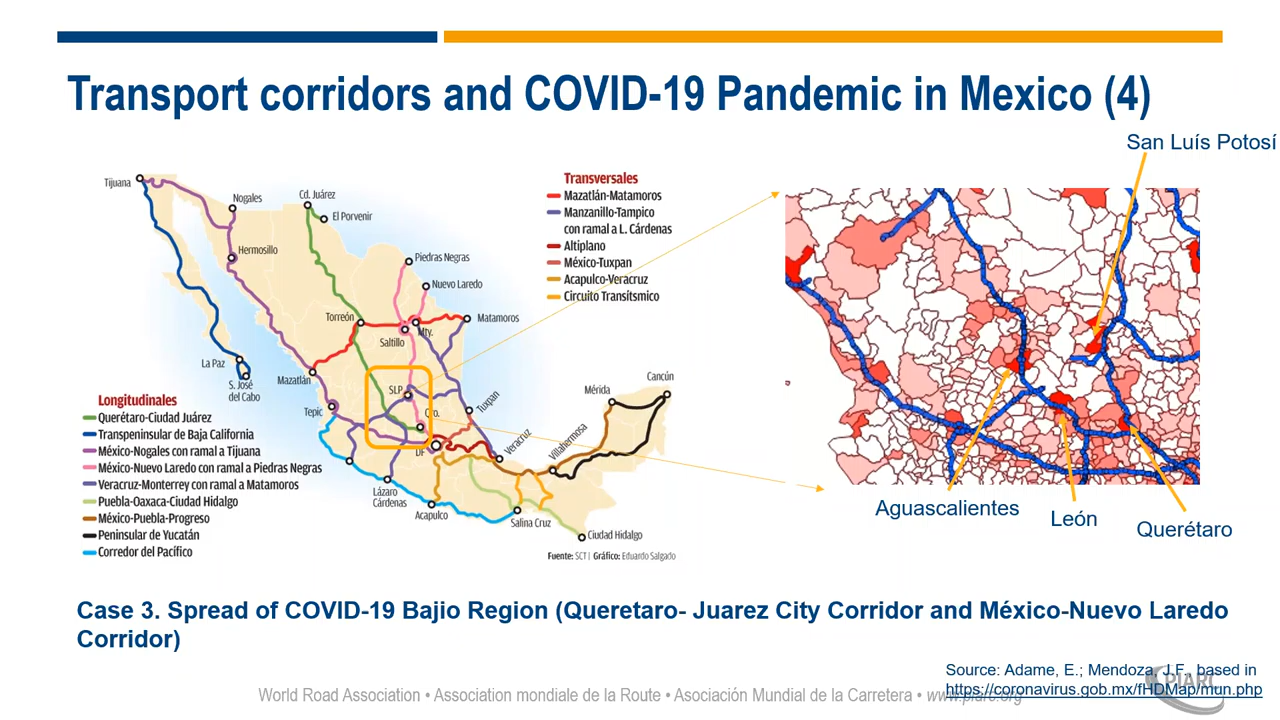 Transport corridors and COVID-19 Pandemic in Mexico (4)
San Luís Potosí
Tijuana
Nogales
Cd. Juárez
El Porvenir
Hermosillo
Piedras Negras
Nuevo Laredo
Torreón
Mty.
Matamoros
Saltillo
La Paz
S. José
del Cabo
Mazatlán
SLP
Tepic
Qro.
Tuxpan
DF
Veracruz
Villahermosa
Mérida
Cancún
Lázaro
Cárdenas
Acapulco
Salina Cruz
Ciudad Hidalgo
Transversales
Mazatlán-Matamoros
Manzanillo-Tampico
con ramal a L. Cárdenas
Altiplano
México-Tuxpan
Acapulco-Veracruz
Circuito Transítsmico
Longitudinales
Querétaro-Ciudad Juárez
Transpeninsular de Baja California
México-Nogales con ramal a Tijuana
México-Nuevo Laredo con ramal a Piedras Negras
Veracruz-Monterrey con ramal a Matamoros
Puebla-Oaxaca-Ciudad Hidalgo
México-Puebla-Progreso
Peninsular de Yucatán
Corredor del Pacífico
Fuente: SCT | Gráfico: Eduardo Salgado
Aguascalientes
León
Querétaro
Case 3. Spread of COVID-19 Bajio Region (Queretaro- Juarez City Corridor and México-Nuevo Laredo
Corridor)
Source: Adame, E.; Mendoza, J.F., based in
https://coronavirus.gob.mx/fHDMap/mun.php
World Road Association • Association mondiale de la Route • Asociación Mundial de la Carretera • www.piarc.org
PIARC